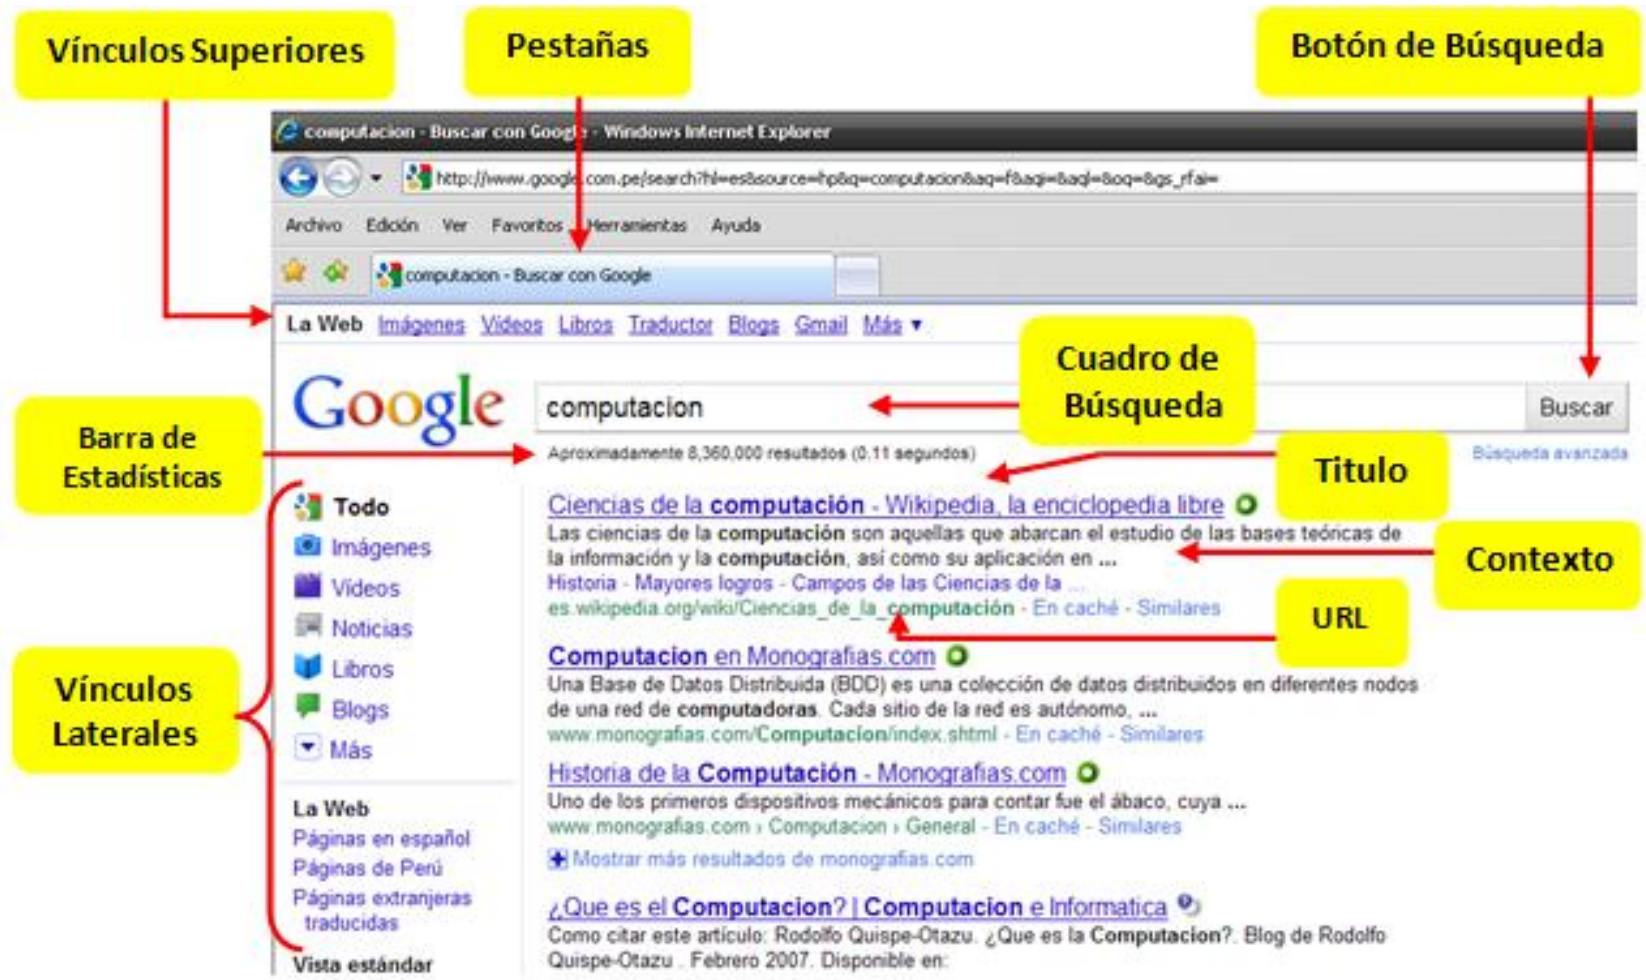 Vínculos Superiores
Pestañas
Botón de Búsqueda
computacion - Buscar con Google - Windows Internet Explorer
http://www.google.com.pe/search?hl=es&source=hp&q=computacion&aq=f&aqi=&aql=&oq=&gs_rfai=
Archivo Edición Ver Favoritos Herramientas Ayuda
computacion - Buscar con Google
La Web Imágenes Vídeos Libros Traductor Blogs Gmail Más ▼
Cuadro de
Búsqueda
Google
computacion
Buscar
Barra de
Estadísticas
Aproximadamente 8,360,000 resultados (0.11 segundos)
Búsqueda avanzada
Titulo
Todo
Imágenes
Vídeos
Noticias
Libros
Blogs
Más
Vínculos
Laterales
La Web
Páginas en español
Páginas de Perú
Páginas extranjeras
traducidas
Vista estándar
Ciencias de la computación - Wikipedia, la enciclopedia libre
Las ciencias de la computación son aquellas que abarcan el estudio de las bases teóricas de
la información y la computación, así como su aplicación en ...
Contexto
Historia - Mayores logros - Campos de las Ciencias de la ...
es.wikipedia.org/wiki/Ciencias_de_la_computación - En caché - Similares
URL
Computacion en Monografias.com
Una Base de Datos Distribuida (BDD) es una colección de datos distribuidos en diferentes nodos
de una red de computadoras. Cada sitio de la red es autónomo, ...
www.monografias.com/Computacion/index.shtml - En caché - Similares
Historia de la Computación - Monografias.com
Uno de los primeros dispositivos mecánicos para contar fue el ábaco, cuya ...
www.monografias.com › Computacion › General - En caché - Similares
Mostrar más resultados de monografias.com
¿Que es el Computacion? | Computacion e Informatica
Como citar este artículo: Rodolfo Quispe-Otazu. ¿Que es la Computacion?. Blog de Rodolfo
Quispe-Otazu . Febrero 2007. Disponible en: